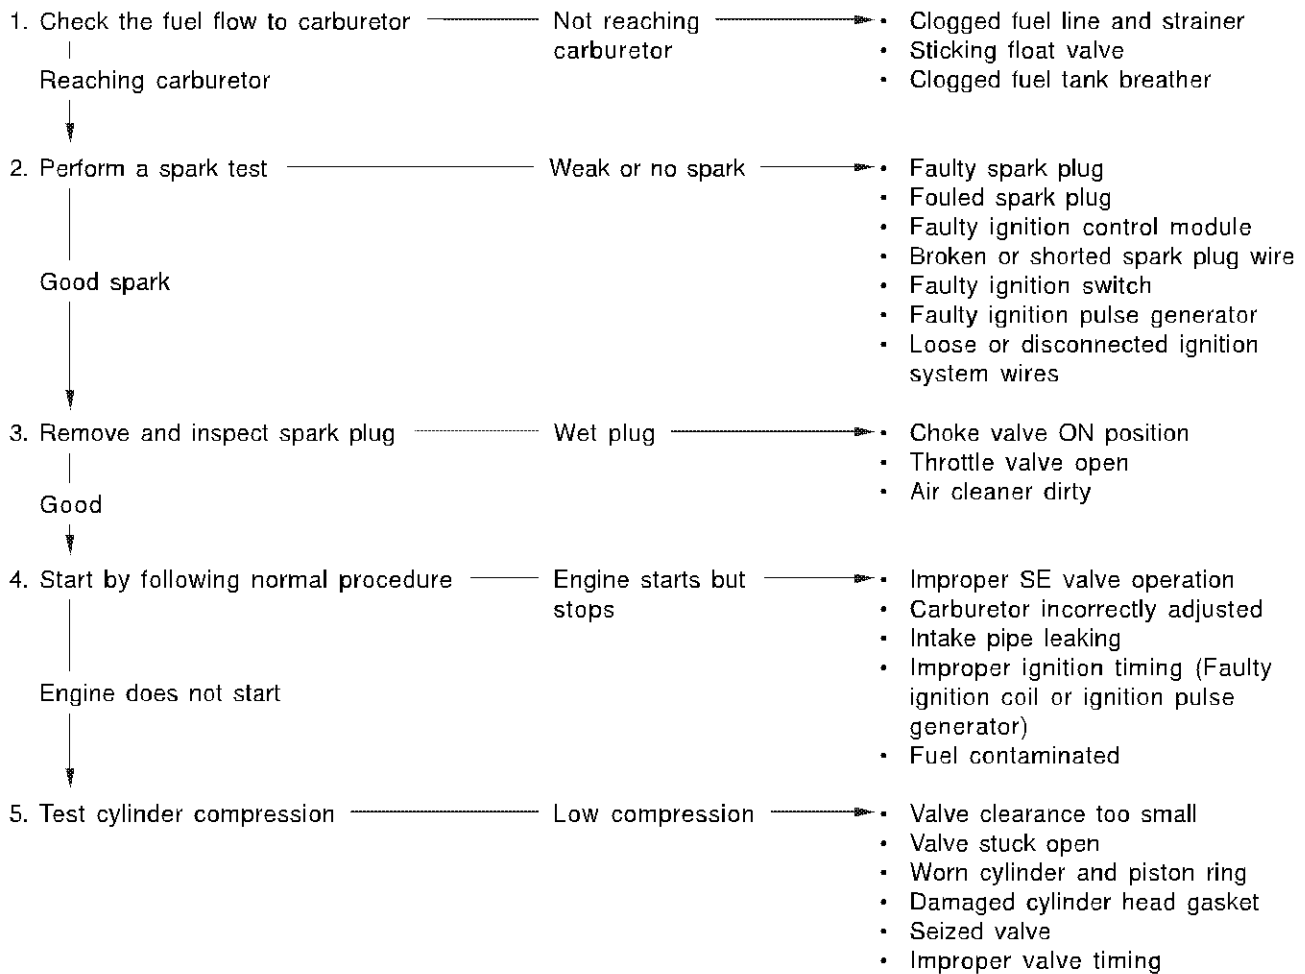 1. Check the fuel flow to carburetor
Not reaching
carburetor
• Clogged fuel line and strainer
• Sticking float valve
• Clogged fuel tank breather
Reaching carburetor
2. Perform a spark test
Weak or no spark
• Faulty spark plug
• Fouled spark plug
• Faulty ignition control module
• Broken or shorted spark plug wire
• Faulty ignition switch
• Faulty ignition pulse generator
• Loose or disconnected ignition
system wires
Good spark
3. Remove and inspect spark plug
Wet plug
• Choke valve ON position
• Throttle valve open
• Air cleaner dirty
Good
4. Start by following normal procedure
Engine starts but
stops
• Improper SE valve operation
• Carburetor incorrectly adjusted
• Intake pipe leaking
• Improper ignition timing (Faulty
ignition coil or ignition pulse
generator)
• Fuel contaminated
Engine does not start
5. Test cylinder compression
Low compression
• Valve clearance too small
• Valve stuck open
• Worn cylinder and piston ring
• Damaged cylinder head gasket
• Seized valve
• Improper valve timing